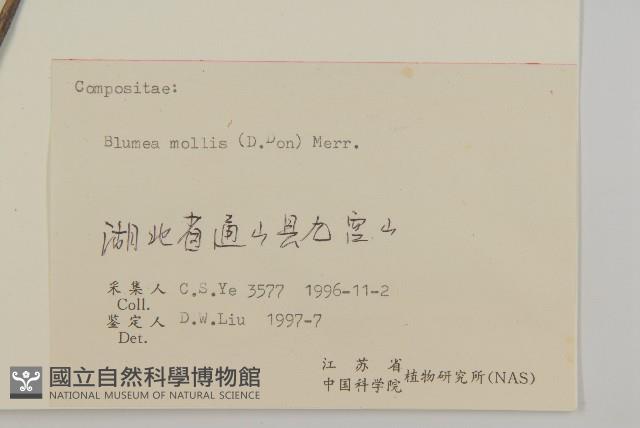 Compositae:
Blumea mollis (D.Don) Merr.
湖北省通山县九宫山
采集人 C.S.Ye 3577 1996-11-2
Coll.
鉴定人 D.W.Liu 1997-7
Det.
江苏省
中国科学院 植物研究所(NAS)
國立自然科學博物館
NATIONAL MUSEUM OF NATURAL SCIENCE